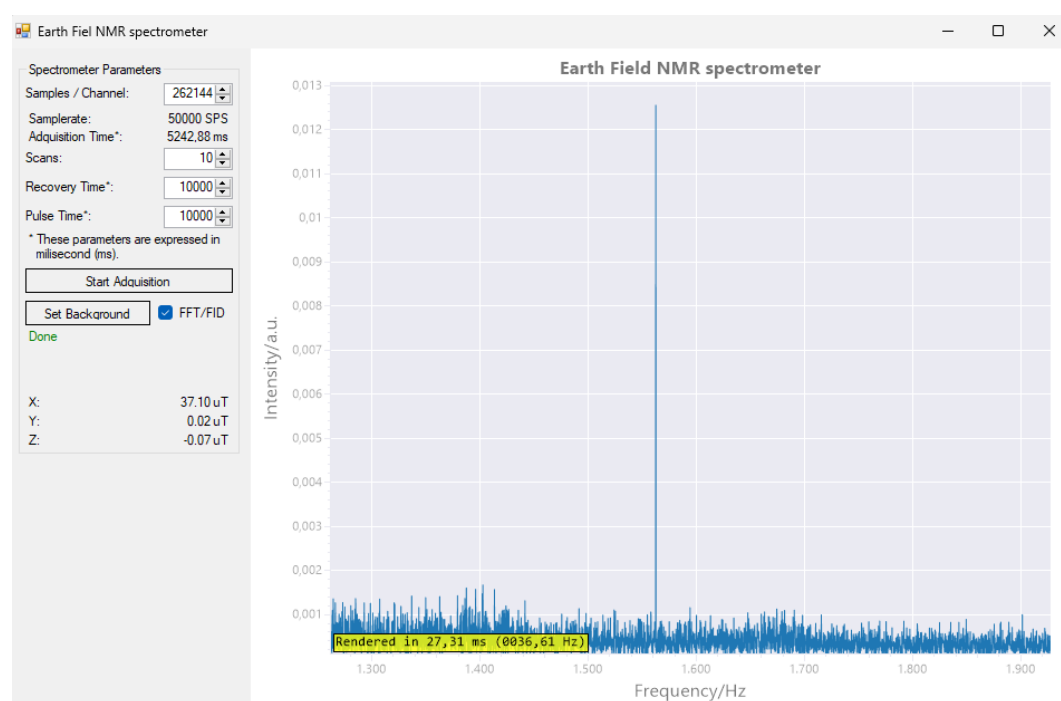 Earth Fiel NMR spectrometer
Spectrometer Parameters
Samples / Channel: 262144
Samplerate: 50000 SPS
Adquisition Time*: 5242,88 ms
Scans: 10
Recovery Time*: 10000
Pulse Time*: 10000
* These parameters are expressed in
milisecond (ms).
Start Adquisition
Set Background FFT/FID
Done
X: 37.10 uT
Y: 0.02 uT
Z: -0.07 uT
Earth Field NMR spectrometer
0,013
0,012
0,011
0,01
0,009
0,008
0,007
0,006
0,005
0,004
0,003
0,002
0,001
Intensity/a.u.
Rendered in 27,31 ms (0036,61 Hz)
1.300 1.400 1.500 1.600 1.700 1.800 1.900
Frequency/Hz